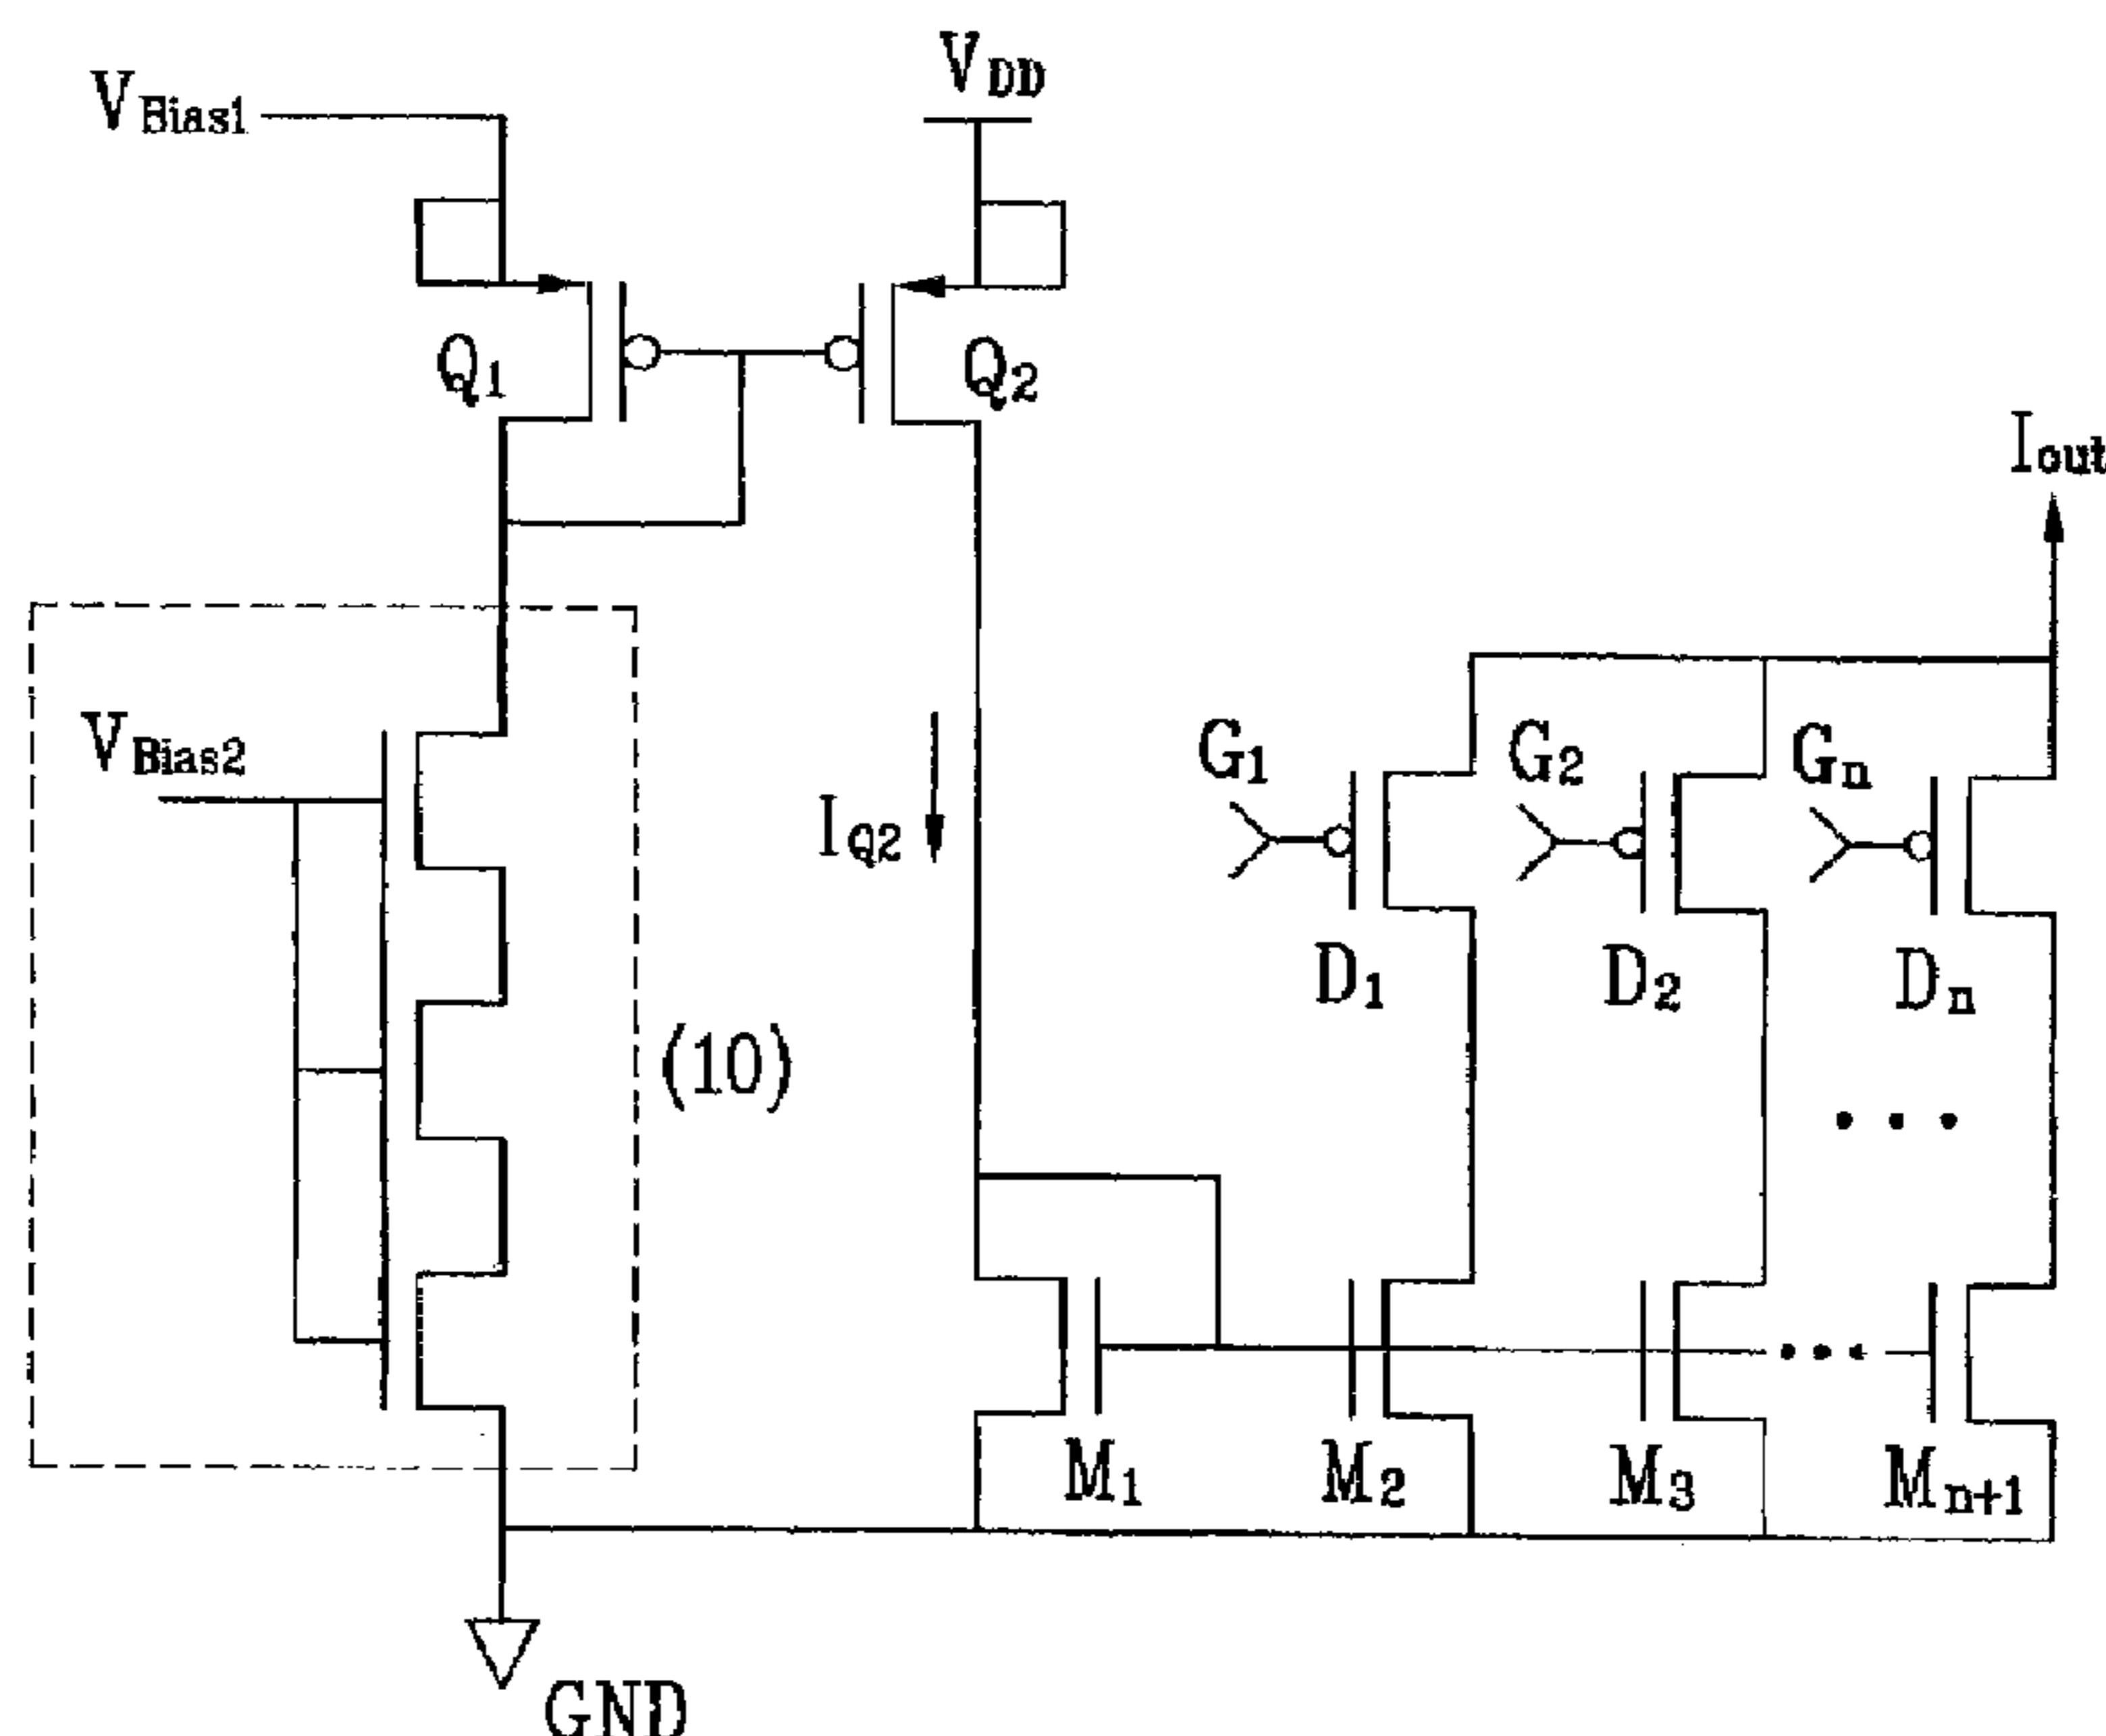 VDD
VBias1
Q1
Q2
Iout
VBias2
IQ2
G1
G2
Gn
D1
D2
Dn
(10)
M1
M2
M3
Mn+1
GND